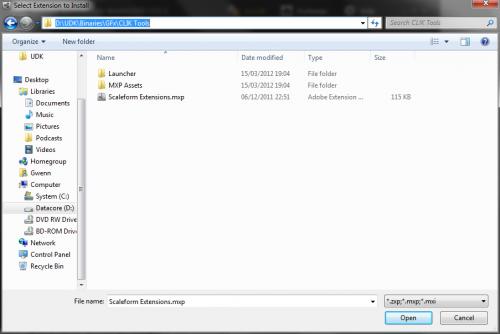 Select Extension to Install
D:\UDK\Binaries\GFx\CLIK Tools
Search CLIK Tools
Organize
New folder
Name
Date modified
Type
Size
UDK
Desktop
Libraries
Documents
Music
Pictures
Podcasts
Videos
Homegroup
Gwenn
Computer
System (C:)
Datacore (D:)
DVD RW Drive
BD-ROM Drive
Network
Control Panel
Recycle Bin
Launcher 15/03/2012 19:04 File folder
MXP Assets 15/03/2012 19:04 File folder
Scaleform Extensions.mxp 06/12/2011 22:51 Adobe Extension ... 115 KB
File name: Scaleform Extensions.mxp
*.zxp;*.mxp;*.mxi
Open
Cancel